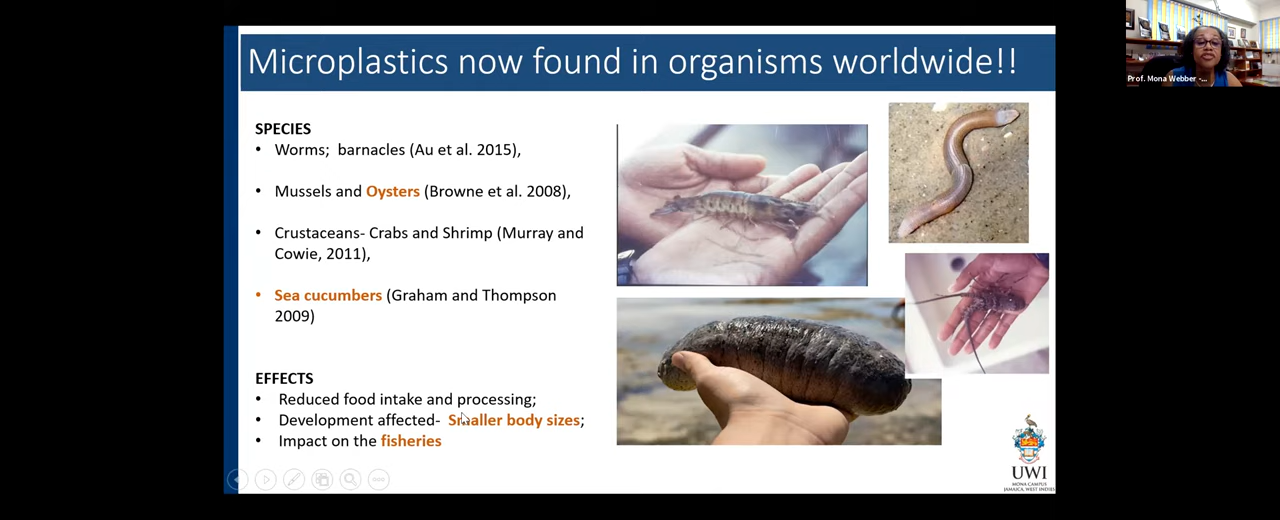 Microplastics now found in organisms worldwide!!
Prof. Mona Webber -...
SPECIES
• Worms; barnacles (Au et al. 2015),
• Mussels and Oysters (Browne et al. 2008),
• Crustaceans- Crabs and Shrimp (Murray and
Cowie, 2011),
• Sea cucumbers (Graham and Thompson
2009)
EFFECTS
• Reduced food intake and processing;
• Development affected- Smaller body sizes;
• Impact on the fisheries
UWI
MONA CAMPUS
JAMAICA, WEST INDIES